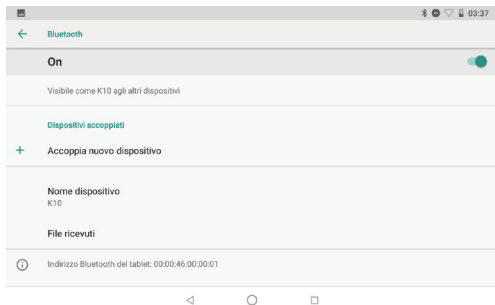 03:37
Bluetooth
On
Visibile come K10 agli altri dispositivi
Dispositivi accoppiati
Accoppia nuovo dispositivo
Nome dispositivo
K10
File ricevuti
Indirizzo Bluetooth del tablet: 00:00:46:00:00:01